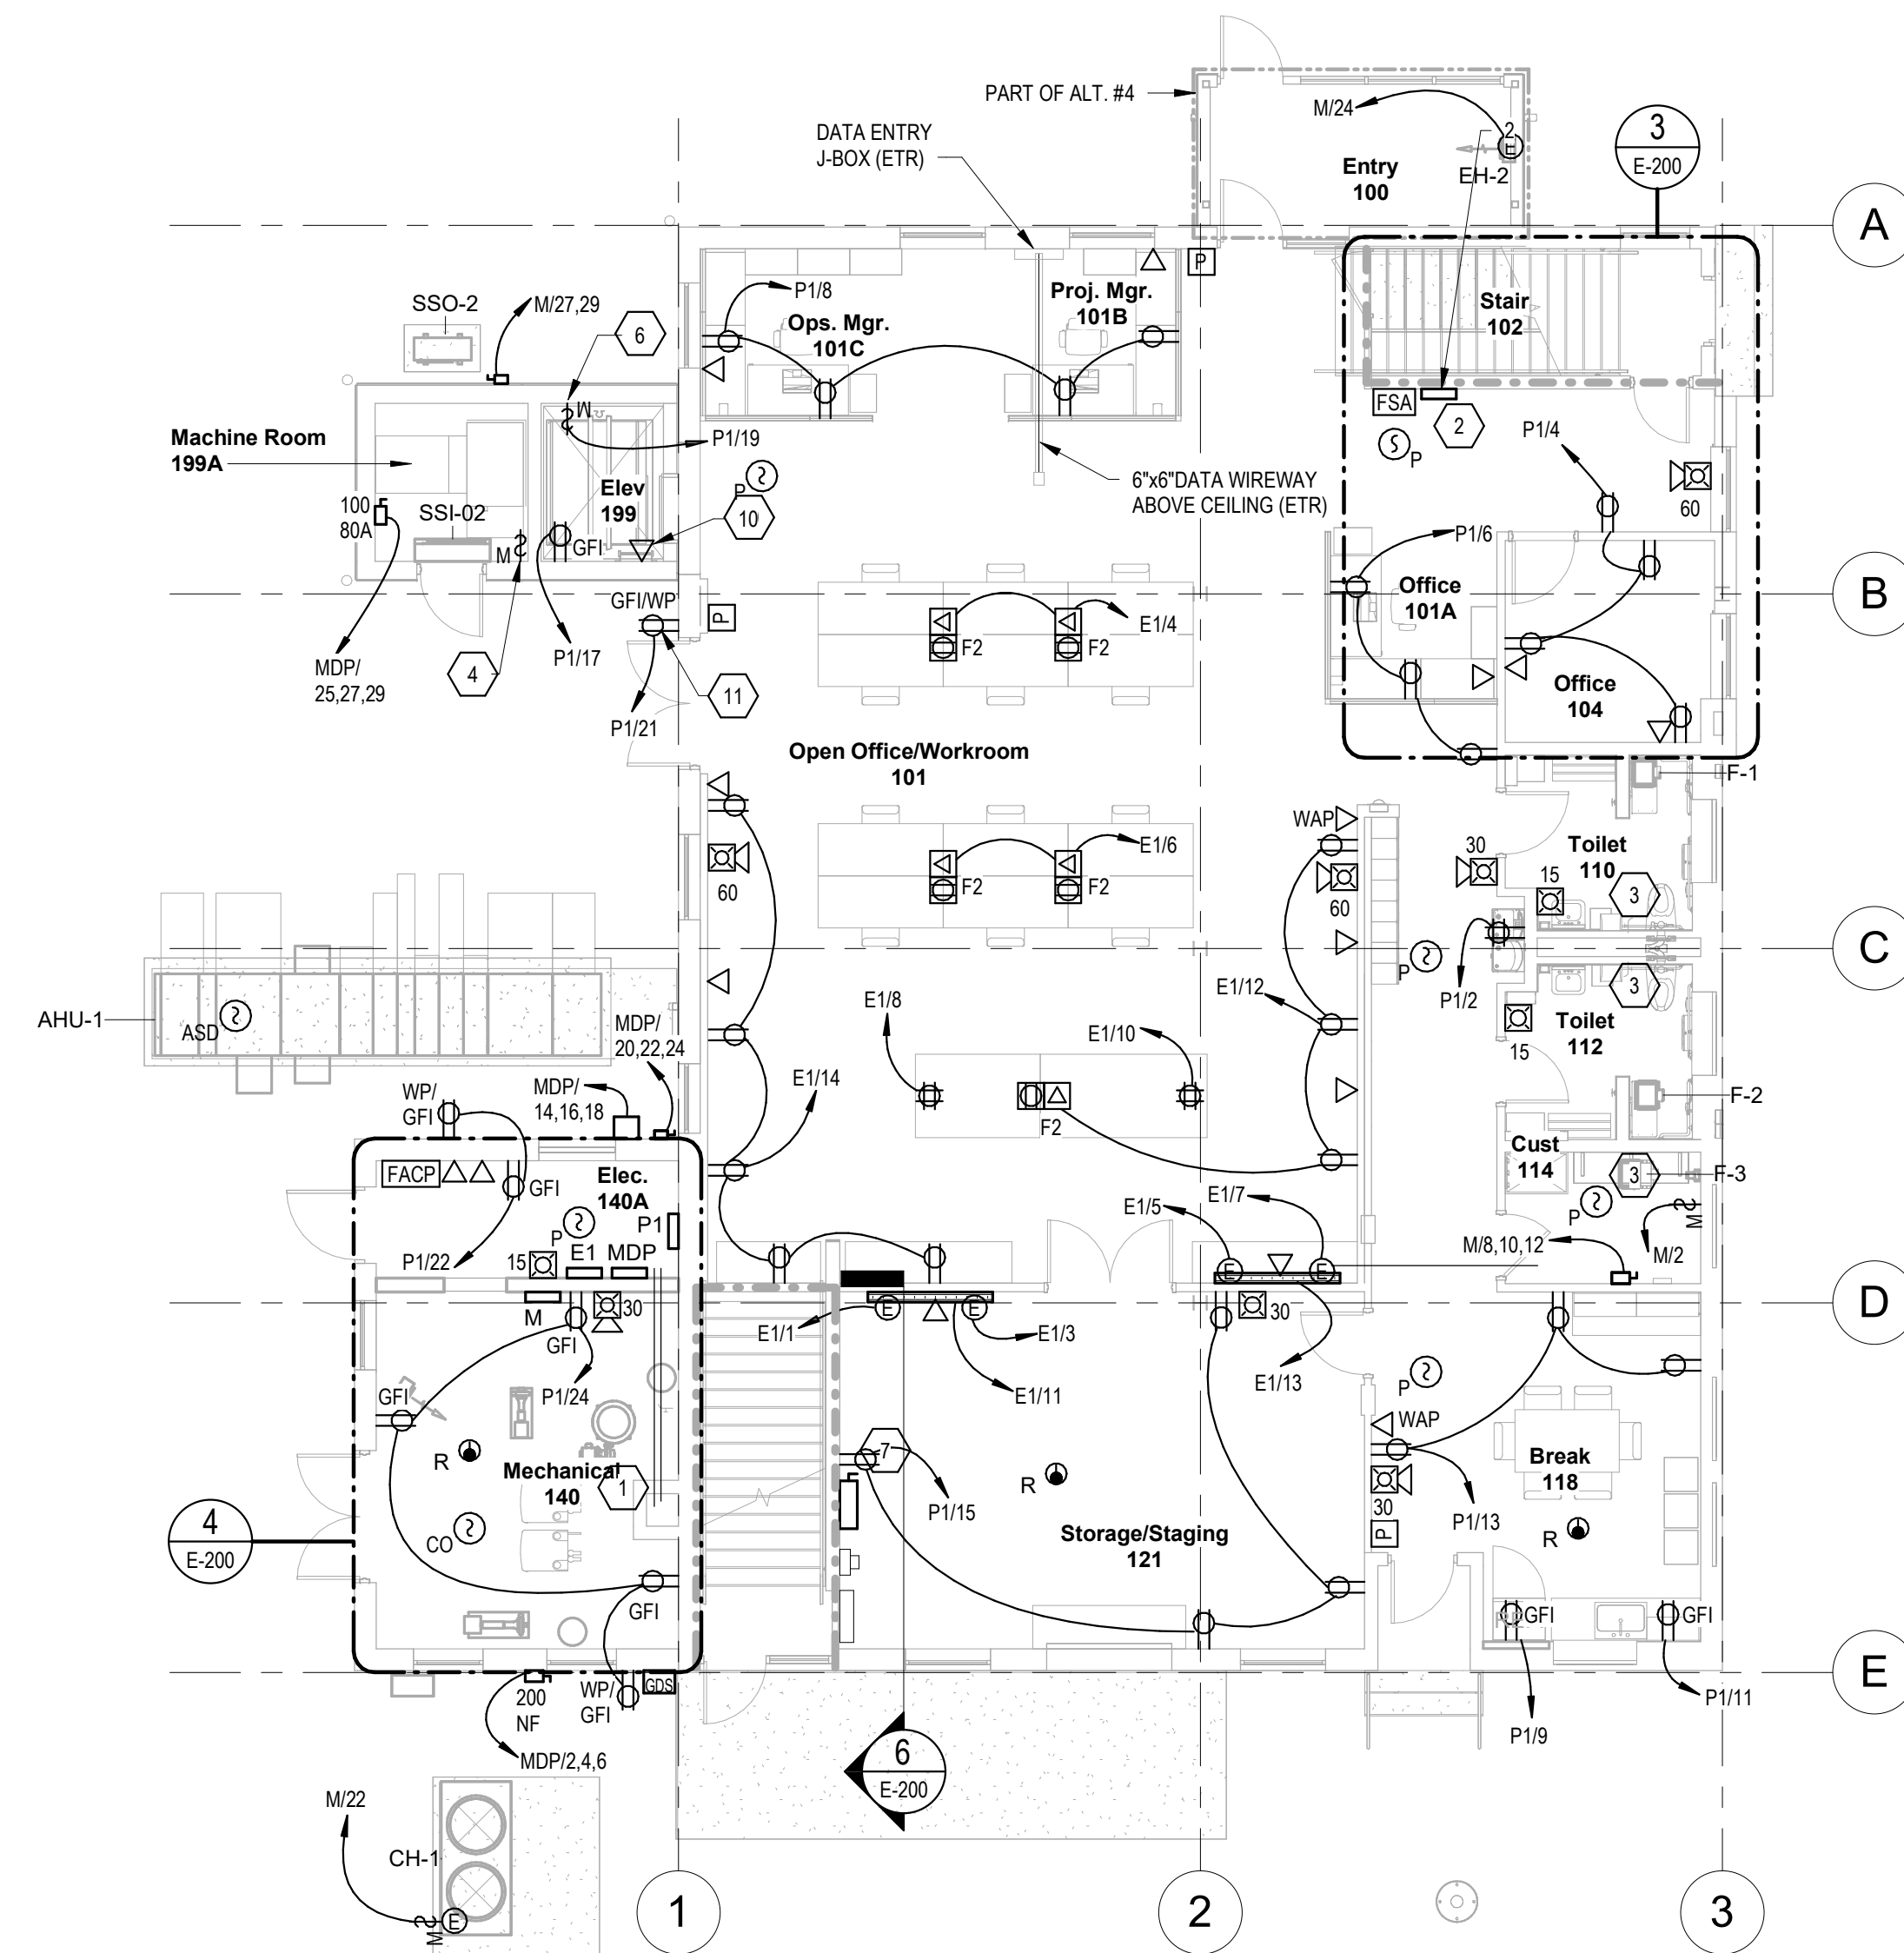 PART OF ALT. #4
M/24
2
E
EH-2
Entry
100
3
E-200
DATA ENTRY
J-BOX (ETR)
A
P
P1/8
Ops. Mgr.
101C
Proj. Mgr.
101B
Stair
102
SSO-2
M/27,29
6
M
P1/19
FSA
2
P
P1/4
60
Machine Room
199A
100
80A
SSI-02
M
Elev
199
GFI
P
10
6"x6"DATA WIREWAY
ABOVE CEILING (ETR)
P1/6
Office
101A
B
GFI/WP
P
P1/17
4
MDP/
25,27,29
11
P1/21
F2
F2
E1/4
Office
104
Open Office/Workroom
101
F-1
WAP
60
F2
F2
E1/6
60
30
Toilet
110
15
3
C
P
P1/2
3
Toilet
112
15
AHU-1
ASD
MDP/
20,22,24
E1/8
E1/10
E1/12
WP/
GFI
MDP/
14,16,18
E1/14
F2
F-2
Cust
114
3
F-3
P
M
M/2
FACP
GFI
Elec.
140A
P
P1
P1/22
15
E1
MDP
E1/5
E1/7
M/8,10,12
E
E
D
M
GFI
30
E
E
E1/1
E1/3
30
E1/13
E1/11
P
P1/24
GFI
R
WAP
7
R
Mechanical
140
1
P1/15
Break
118
30
P1/13
P
R
4
E-200
CO
Storage/Staging
121
GFI
GFI
GFI
E
200
NF
WP/
GFI
GDS
MDP/2,4,6
P1/9
P1/11
6
E-200
M/22
CH-1
M
E
1
2
3